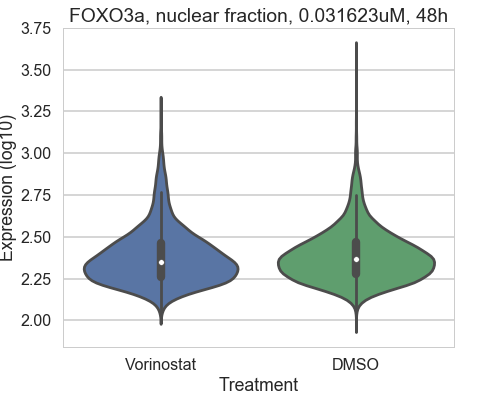 FOXO3a, nuclear fraction, 0.031623uM, 48h
Expression (log10)
3.75
3.50
3.25
3.00
2.75
2.50
2.25
2.00
Vorinostat
DMSO
Treatment